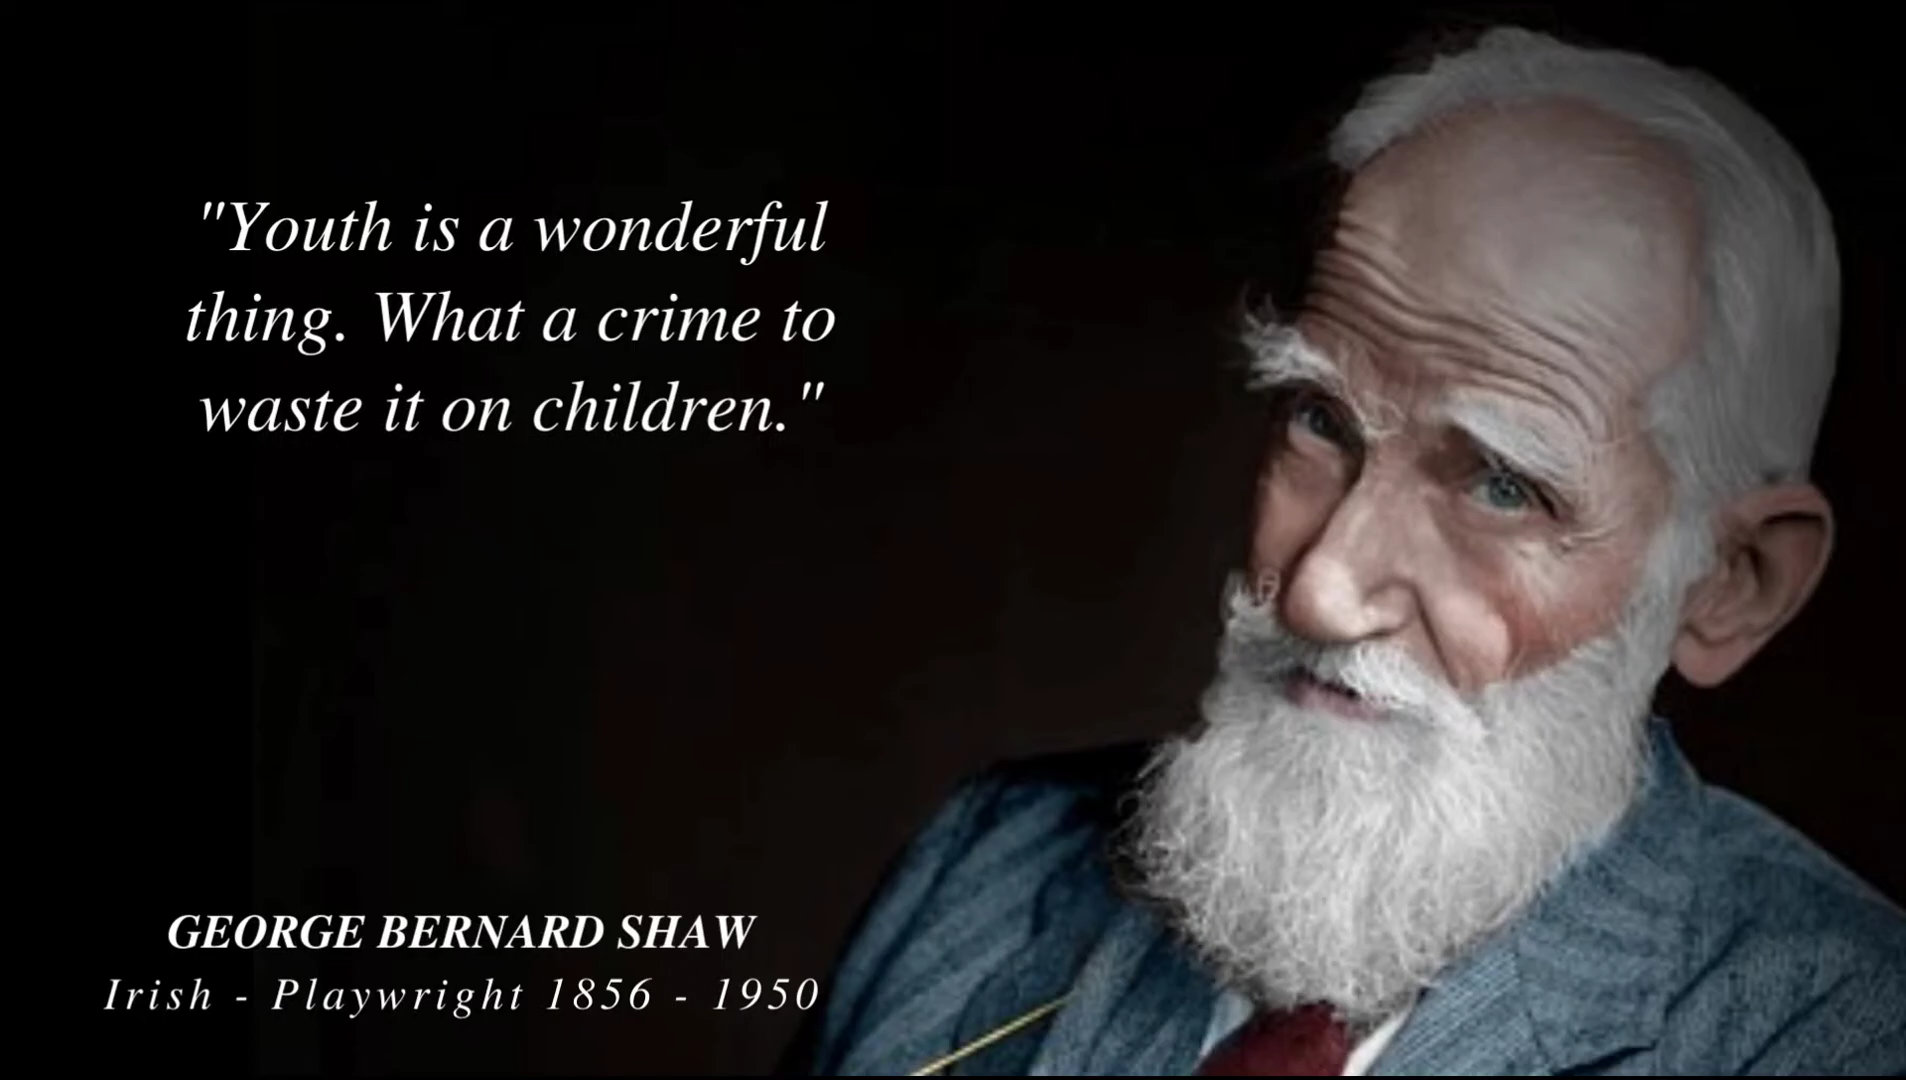 "Youth is a wonderful
thing. What a crime to
waste it on children."
GEORGE BERNARD SHAW
Irish - Playwright 1856 - 1950